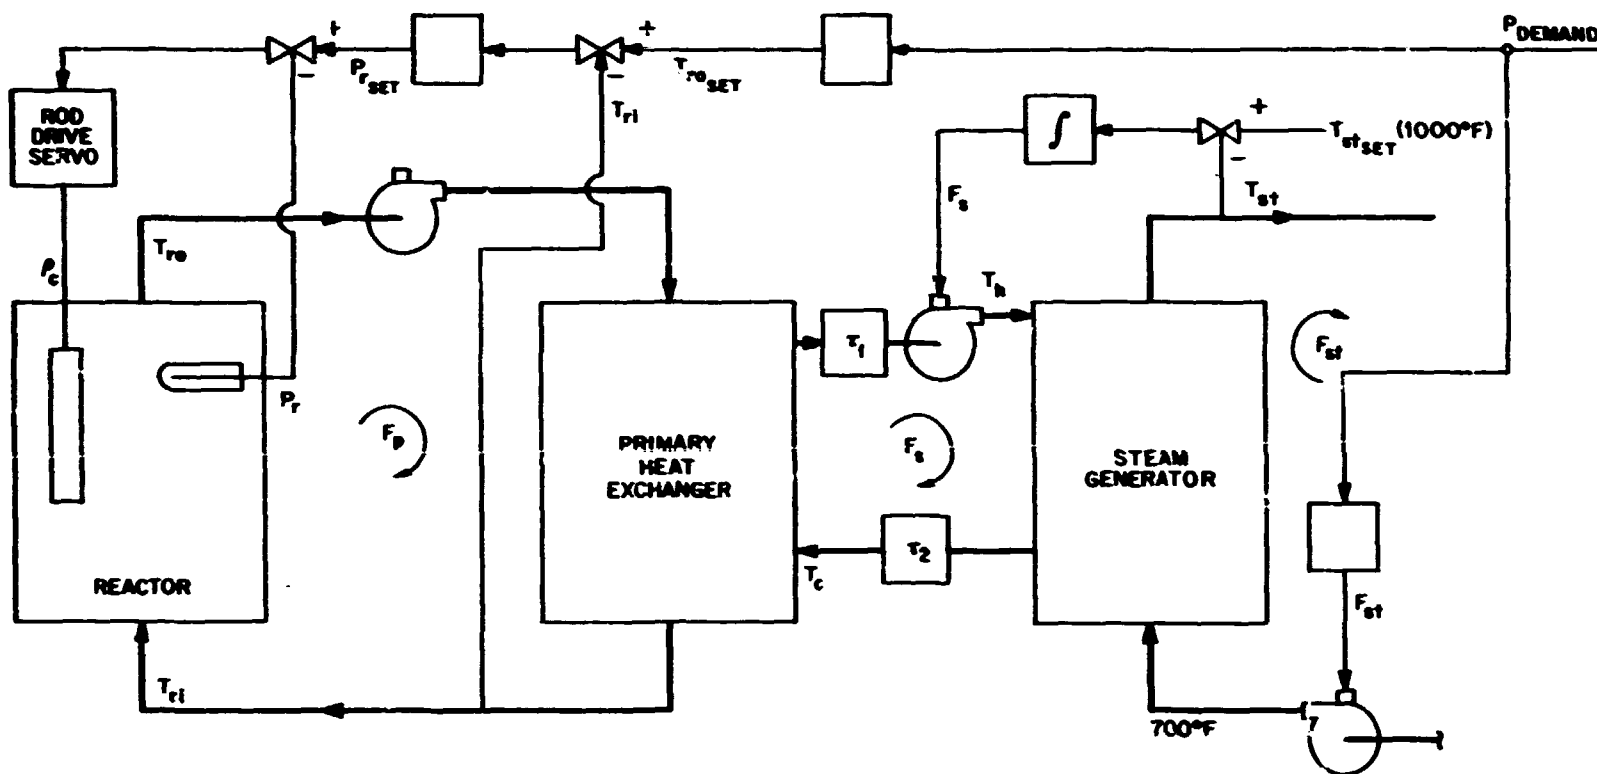 P_DEMAND
+
-
P_r SET
+
-
T_ro SET
T_ri
ROD
DRIVE
SERVO
∫
+
-
T_st SET (1000°F)
T_st
F_s
T_ro
ρ_c
T_h
τ_1
F_st
P_r
F_p
PRIMARY
HEAT
EXCHANGER
F_s
STEAM
GENERATOR
τ_2
T_c
REACTOR
F_st
T_ri
700°F